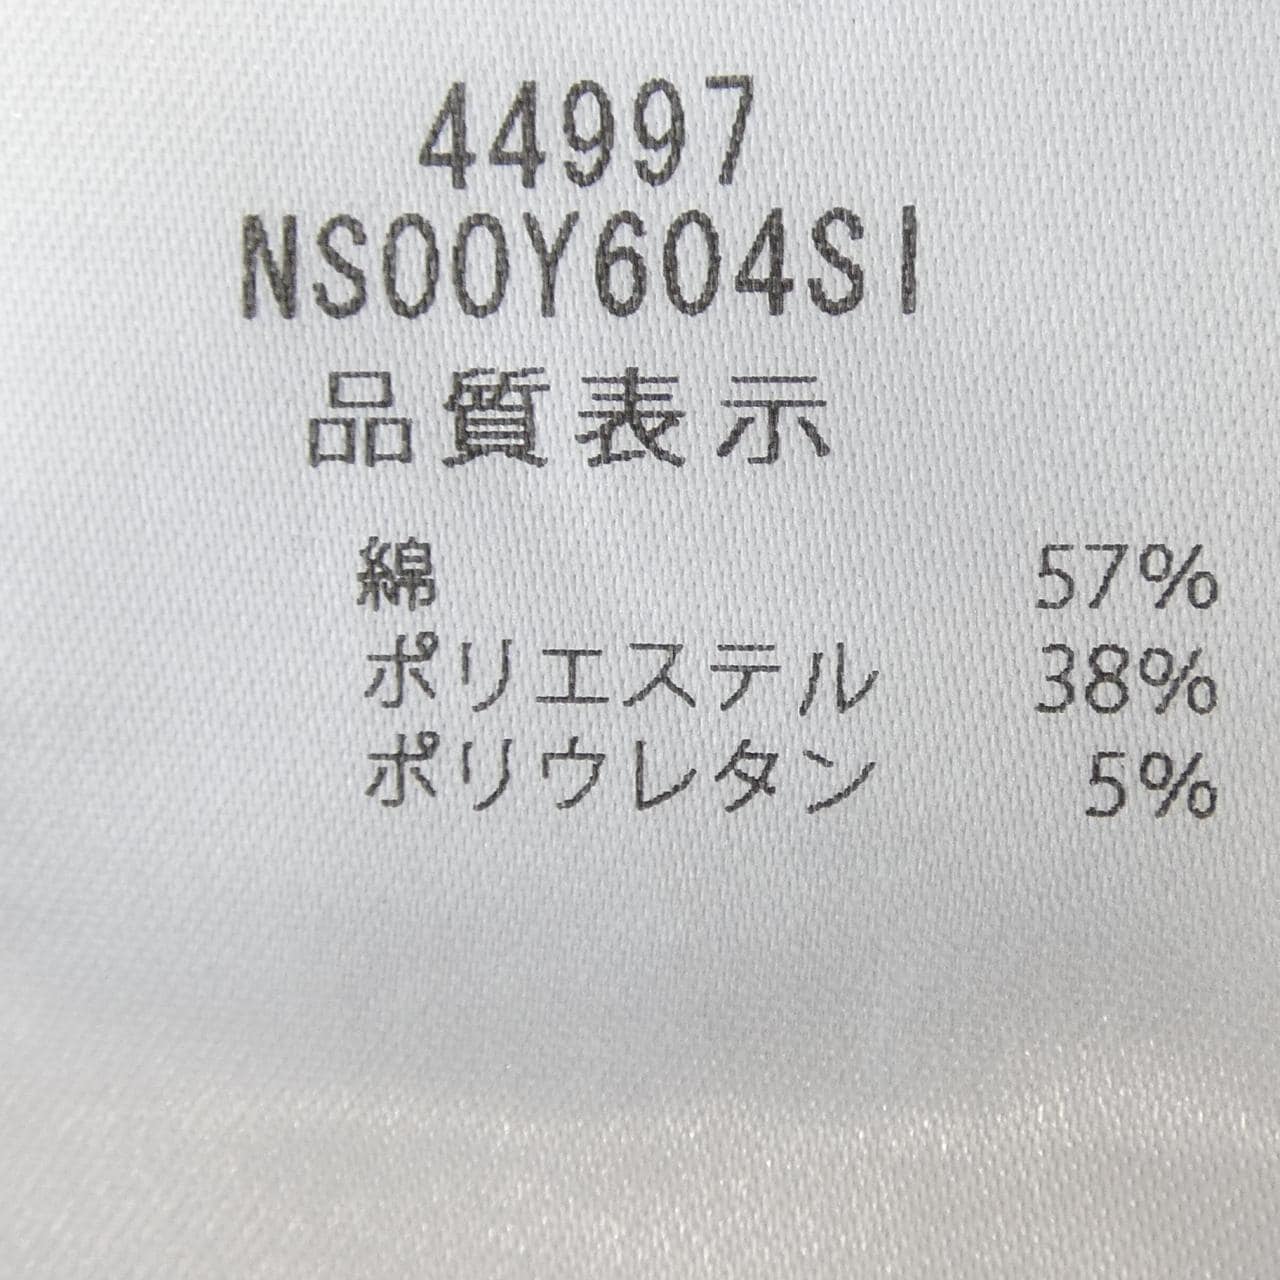 44997
NS00Y604SI
品質表示
綿 57%
ポリエステル 38%
ポリウレタン 5%